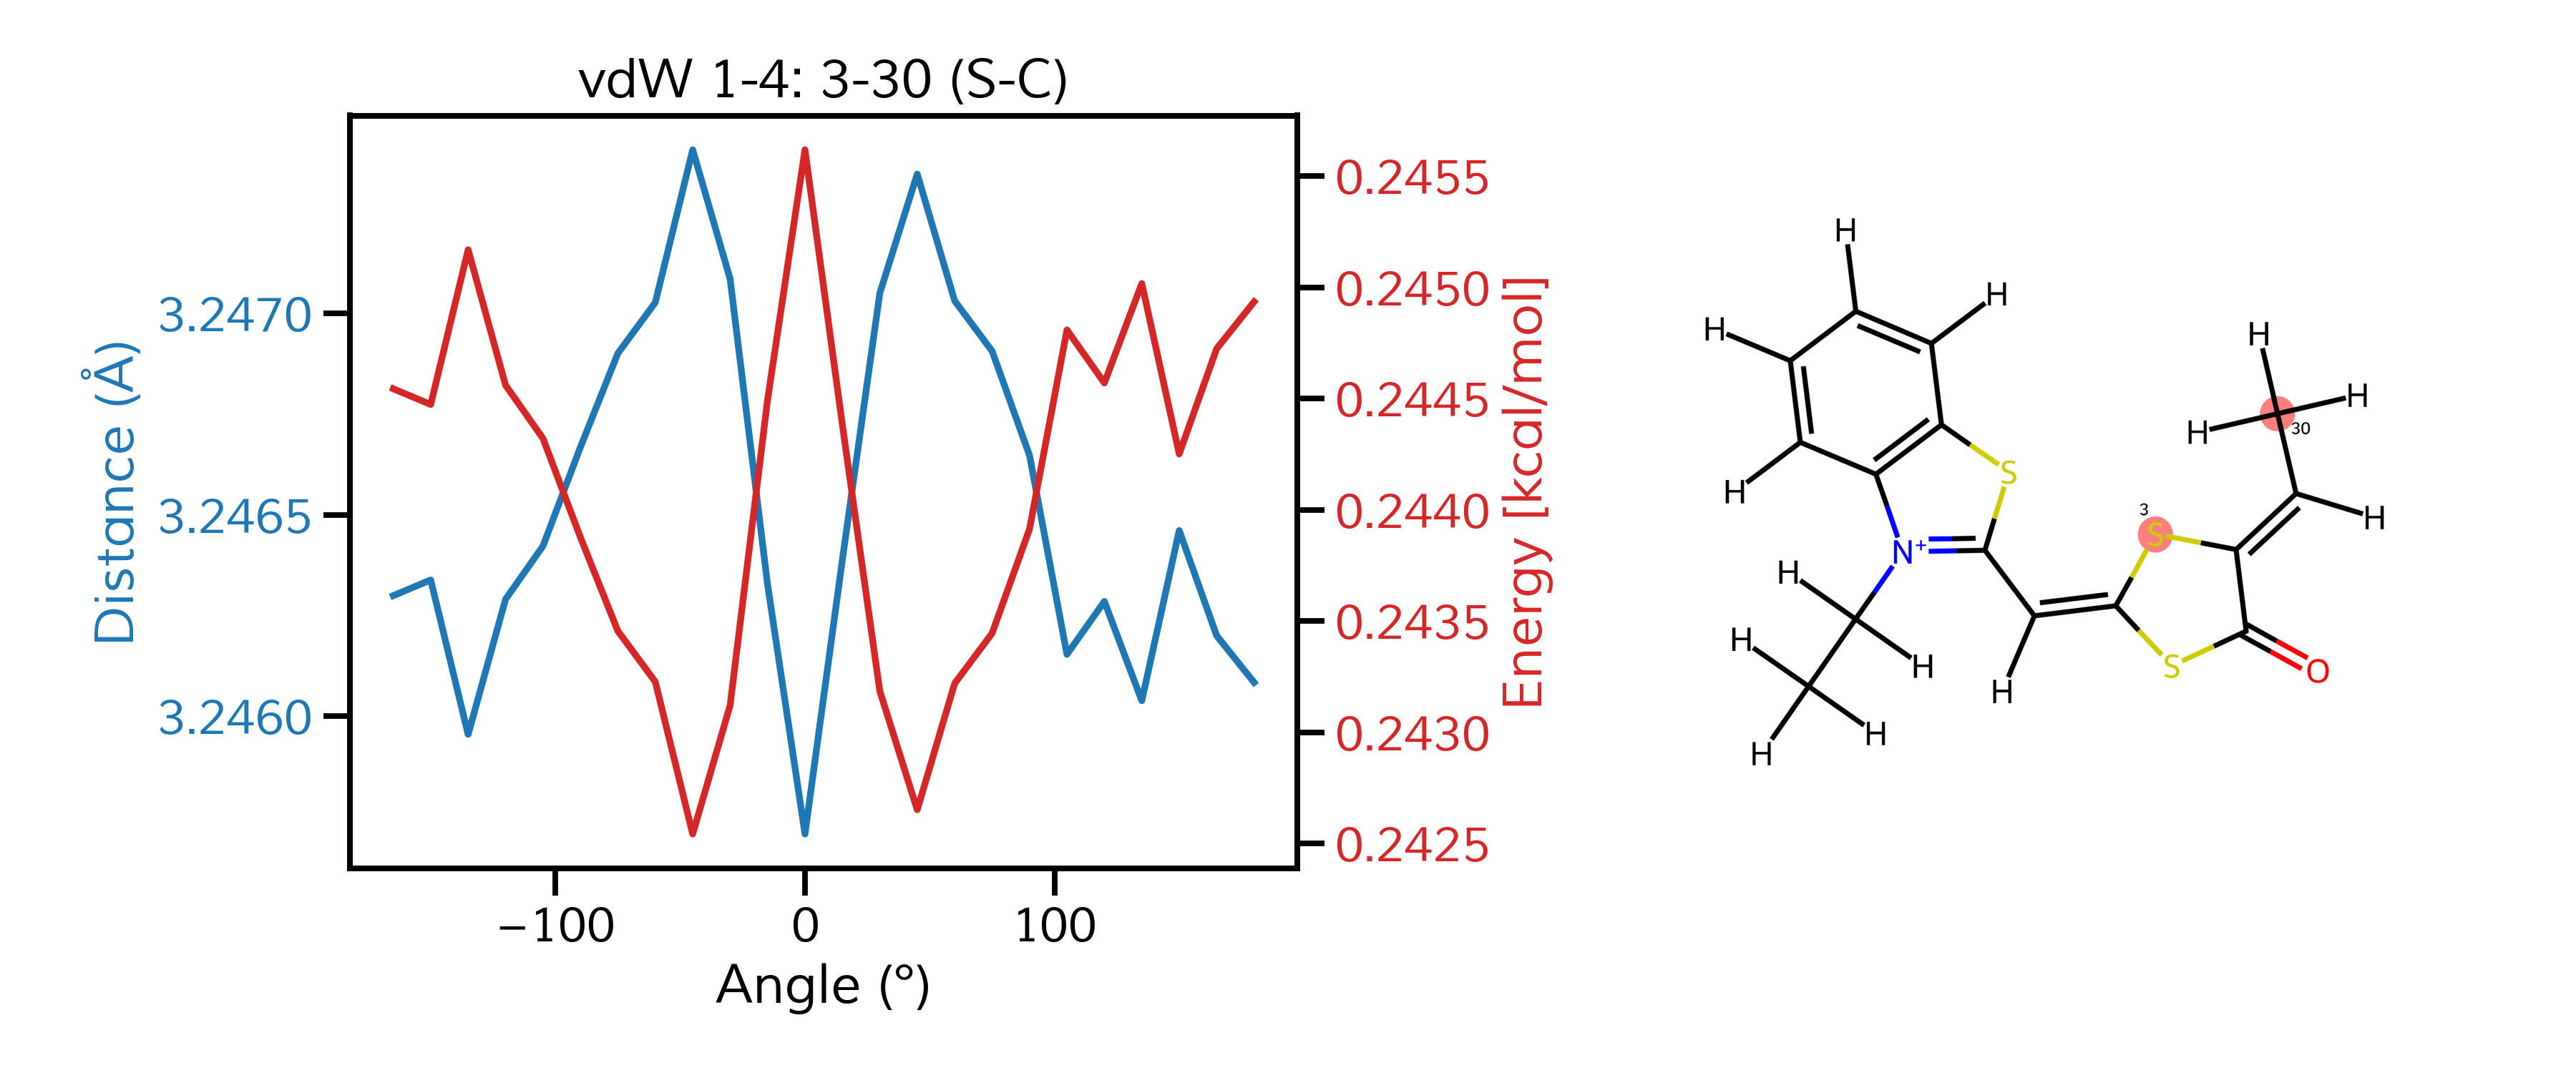 vdW 1-4: 3-30 (S-C)
Distance (Å)
3.2470
3.2465
3.2460
0.2455
0.2450
0.2445
0.2440
0.2435
0.2430
0.2425
Energy [kcal/mol]
−100 0 100
Angle (°)
H
H
H
H
H
H
30
H
S
3
S
H
N+
H
H
H
S
O
H
H
H
H